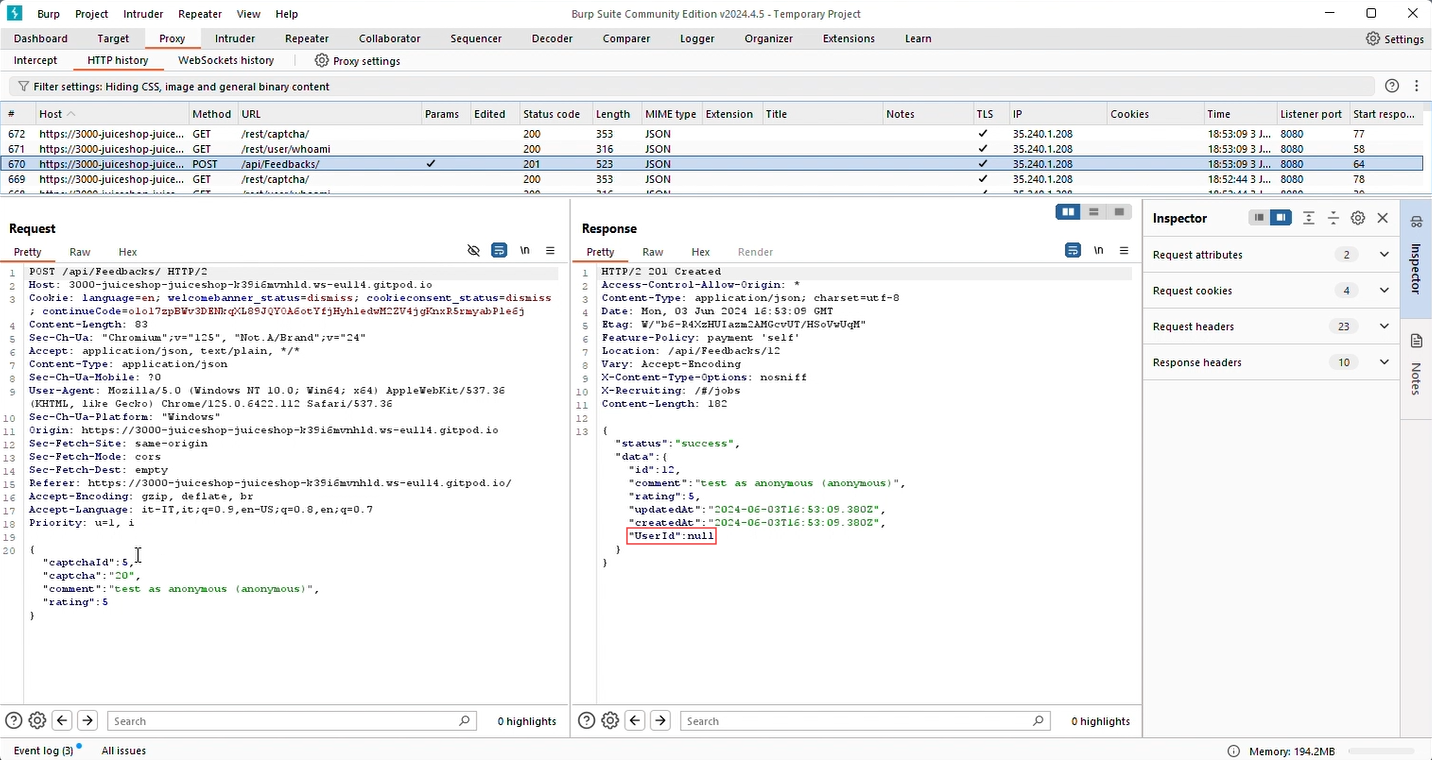 Burp Project Intruder Repeater View Help Burp Suite Community Edition v2024.4.5 - Temporary Project
Dashboard Target Proxy Intruder Repeater Collaborator Sequencer Decoder Comparer Logger Organizer Extensions Learn Settings
Intercept HTTP history WebSockets history Proxy settings
Filter settings: Hiding CSS, image and general binary content
# Host Method URL Params Edited Status code Length MIME type Extension Title Notes TLS IP Cookies Time Listener port Start respo...
672 https://3000-juiceshop-juice... GET /rest/captcha/ 200 353 JSON ✓ 35.240.1.208 18:53:09 3 J... 8080 77
671 https://3000-juiceshop-juice... GET /rest/user/whoami 200 316 JSON ✓ 35.240.1.208 18:53:09 3 J... 8080 58
670 https://3000-juiceshop-juice... POST /api/Feedbacks/ ✓ 201 523 JSON ✓ 35.240.1.208 18:53:09 3 J... 8080 64
669 https://3000-juiceshop-juice... GET /rest/captcha/ 200 353 JSON ✓ 35.240.1.208 18:52:44 3 J... 8080 78
Request
Pretty Raw Hex \n
1 POST /api/Feedbacks/ HTTP/2
2 Host: 3000-juiceshop-juiceshop-k39i6mvnhld.ws-eu114.gitpod.io
3 Cookie: language=en; welcomebanner_status=dismiss; cookieconsent_status=dismiss
; continueCode=
4 Content-Length: 83
5 Sec-Ch-Ua: "Chromium";v="125", "Not.A/Brand";v="24"
6 Accept: application/json, text/plain, */*
7 Content-Type: application/json
8 Sec-Ch-Ua-Mobile: ?0
9 User-Agent: Mozilla/5.0 (Windows NT 10.0; Win64; x64) AppleWebKit/537.36
(KHTML, like Gecko) Chrome/125.0.6422.112 Safari/537.36
10 Sec-Ch-Ua-Platform: "Windows"
11 Origin: https://3000-juiceshop-juiceshop-k39i6mvnhld.ws-eu114.gitpod.io
12 Sec-Fetch-Site: same-origin
13 Sec-Fetch-Mode: cors
14 Sec-Fetch-Dest: empty
15 Referer: https://3000-juiceshop-juiceshop-k39i6mvnhld.ws-eu114.gitpod.io/
16 Accept-Encoding: gzip, deflate, br
17 Accept-Language: it-IT,it;q=0.9,en-US;q=0.8,en;q=0.7
18 Priority: u=1, i
19
20 {
"captchaId":5,
"captcha":"20",
"comment":"test as anonymous (anonymous)",
"rating":5
}
Search 0 highlights
Response
Pretty Raw Hex Render \n
1 HTTP/2 201 Created
2 Access-Control-Allow-Origin: *
3 Content-Type: application/json; charset=utf-8
4 Date: Mon, 03 Jun 2024 16:53:09 GMT
5 Etag: W/"b6-R4XzHUIazm2AMGcvUT/HSoVwUqM"
6 Feature-Policy: payment 'self'
7 Location: /api/Feedbacks/12
8 Vary: Accept-Encoding
9 X-Content-Type-Options: nosniff
10 X-Recruiting: /#/jobs
11 Content-Length: 182
12
13 {
"status":"success",
"data":{
"id":12,
"comment":"test as anonymous (anonymous)",
"rating":5,
"updatedAt":"2024-06-03T16:53:09.380Z",
"createdAt":"2024-06-03T16:53:09.380Z",
"UserId":null
}
}
Search 0 highlights
Inspector
Request attributes 2
Request cookies 4
Request headers 23
Response headers 10
Inspector
Notes
Event log (3) All issues Memory: 194.2MB